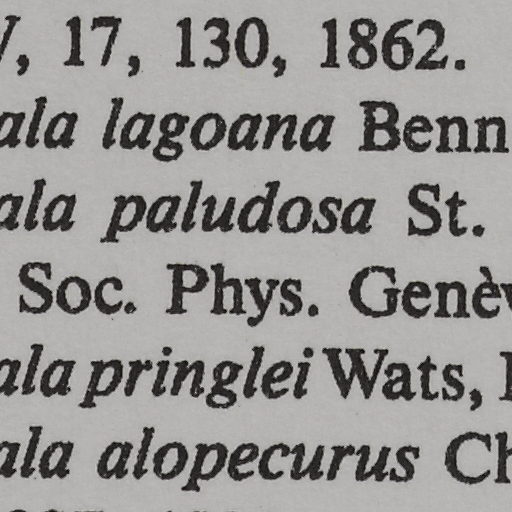 , 17, 130, 1862.
ala lagoana Benn
ala paludosa St.
Soc. Phys. Genè
ala pringlei Wats,
ala alopecurus Ch